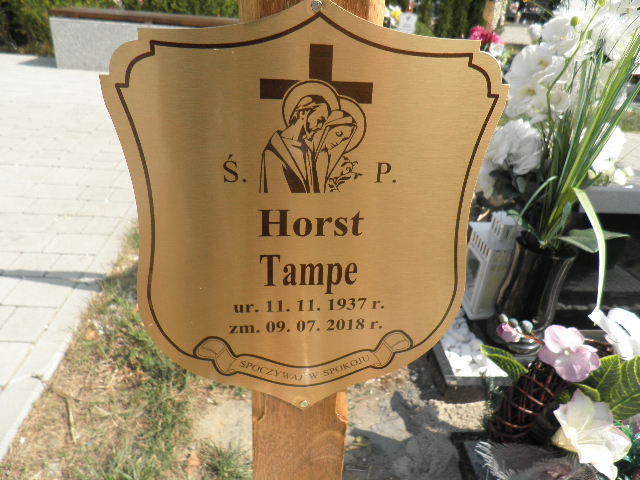 Ś. P.
Horst
Tampe
ur. 11. 11. 1937 r.
zm. 09. 07. 2018 r.
SPOCZYWAJ W SPOKOJU